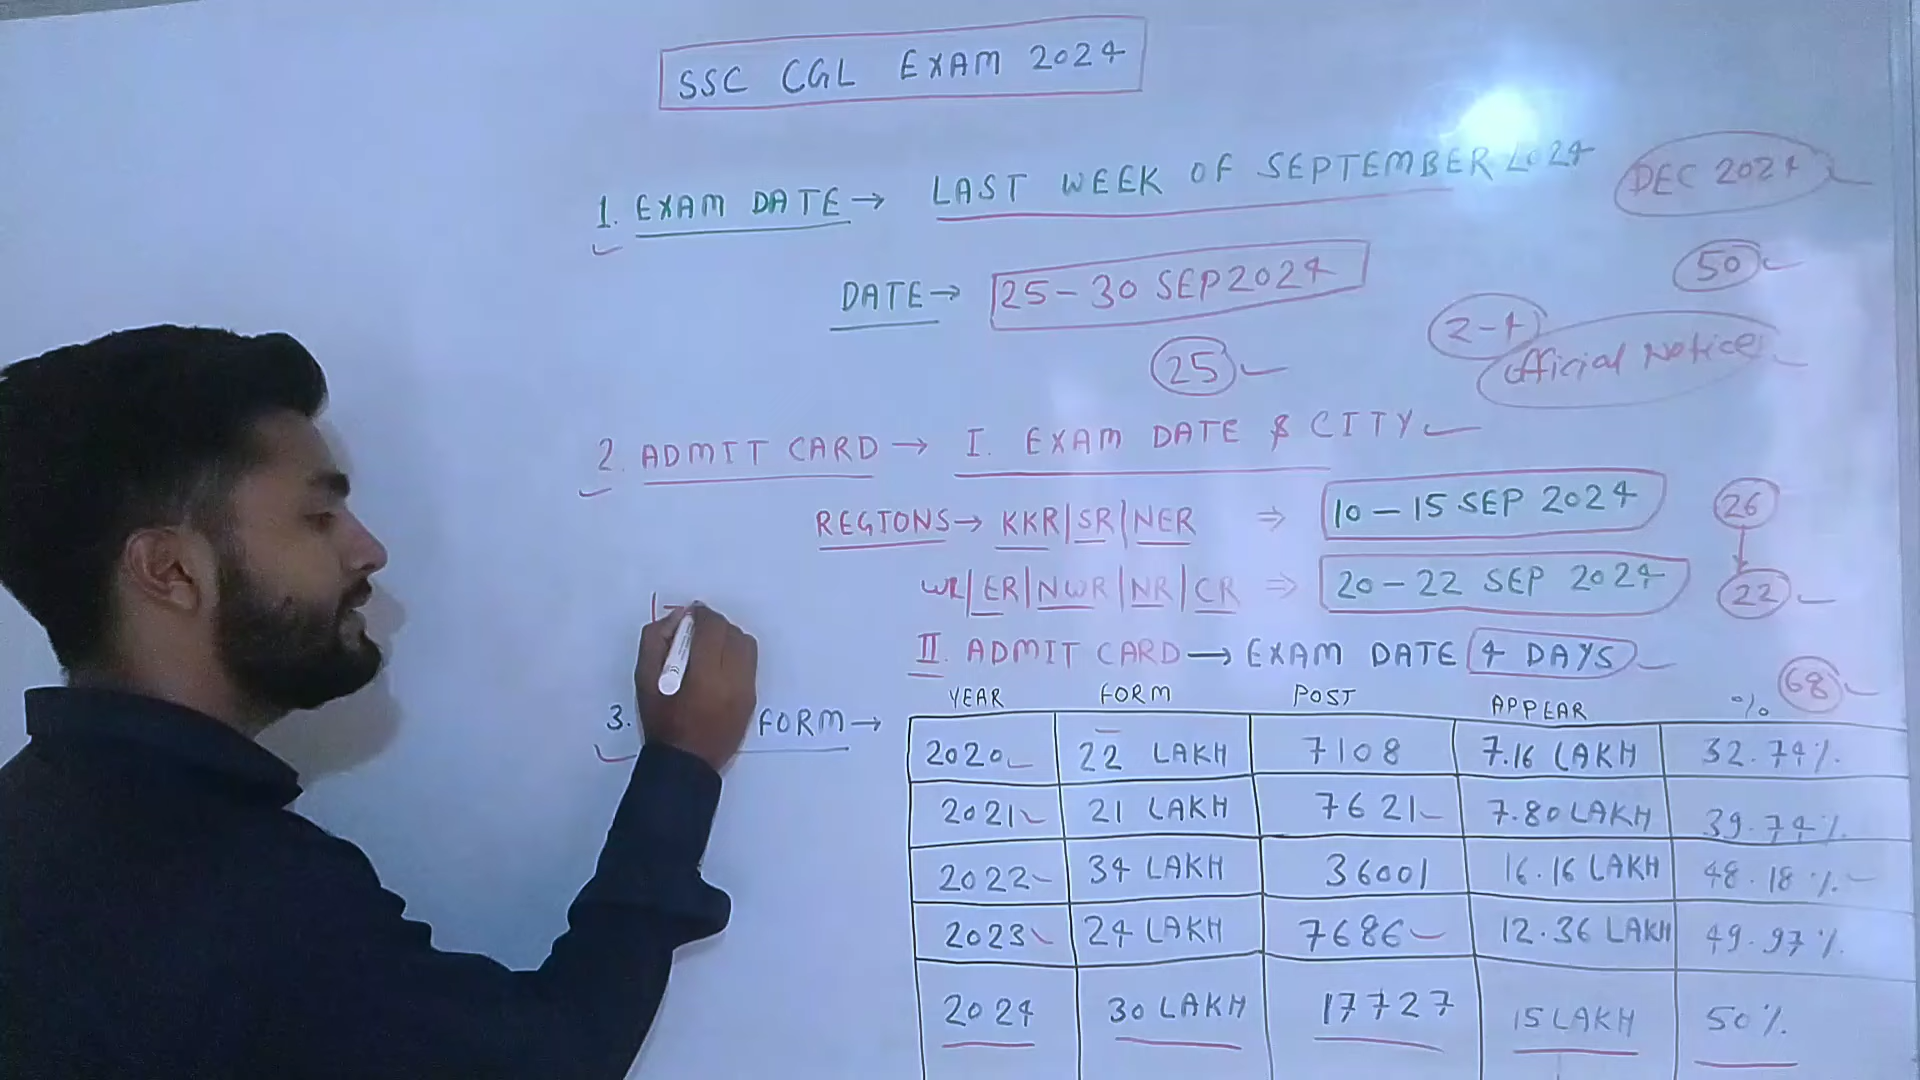 SSC CGL EXAM 2024
1. EXAM DATE → LAST WEEK OF SEPTEMBER 2024
DEC 2024
DATE → 25-30 SEP 2024
50
2-4
Official Notice
25
2. ADMIT CARD → I. EXAM DATE & CITY
REGIONS → KKR|SR|NER ⇒ 10-15 SEP 2024
26
WR|ER|NWR|NR|CR ⇒ 20-22 SEP 2024
22
II. ADMIT CARD → EXAM DATE 4 DAYS
68
3. FORM →
YEAR FORM POST APPEAR %
2020 22 LAKH 7108 7.16 LAKH 32.74%
2021 21 LAKH 7621 7.80 LAKH 39.74%
2022 34 LAKH 36001 16.16 LAKH 48.18%
2023 24 LAKH 7686 12.36 LAKH 49.97%
2024 30 LAKH 17727 15 LAKH 50%